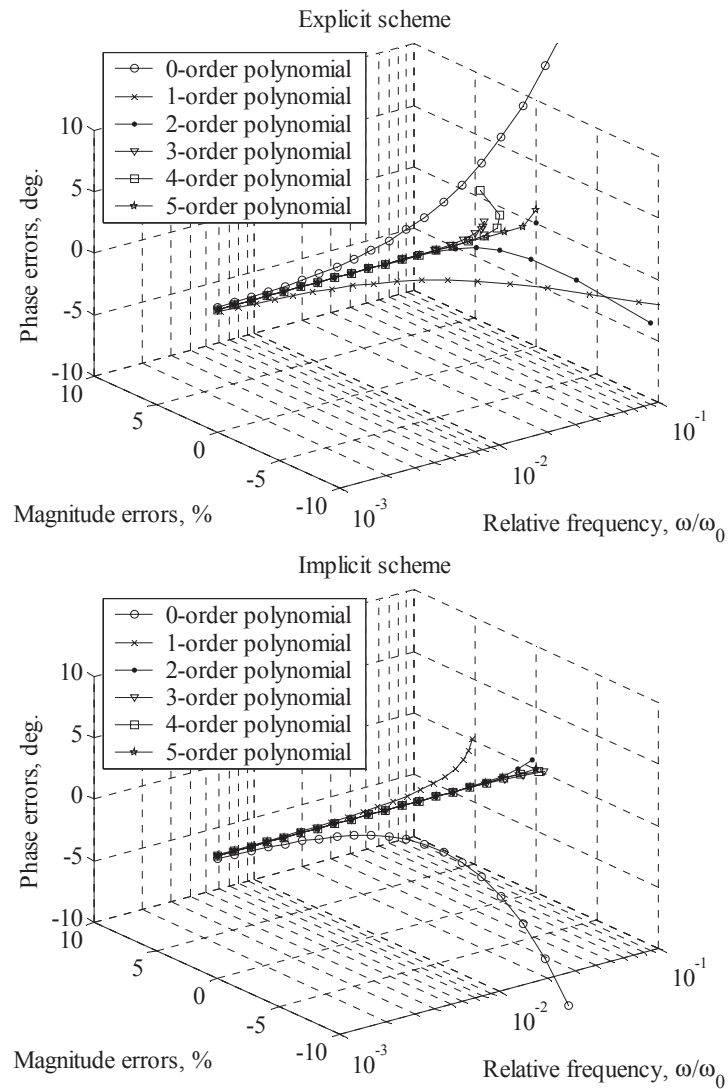 Explicit scheme
0-order polynomial
1-order polynomial
2-order polynomial
3-order polynomial
4-order polynomial
5-order polynomial
Phase errors, deg.
10
5
0
-5
-10
10
5
0
-5
-10
Magnitude errors, %
10^-3
10^-2
10^-1
Relative frequency, ω/ω₀
Implicit scheme
0-order polynomial
1-order polynomial
2-order polynomial
3-order polynomial
4-order polynomial
5-order polynomial
Phase errors, deg.
10
5
0
-5
-10
10
5
0
-5
-10
Magnitude errors, %
10^-3
10^-2
10^-1
Relative frequency, ω/ω₀